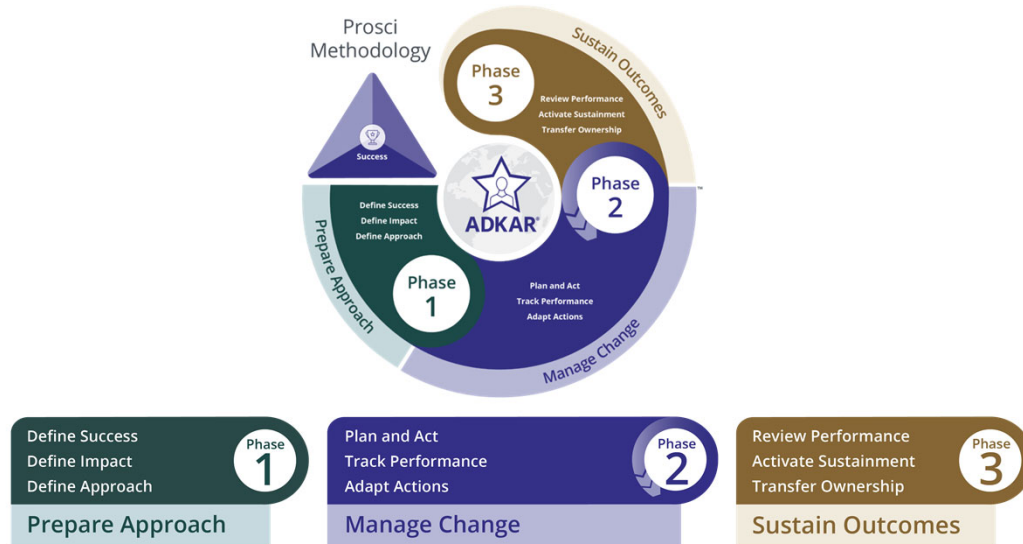 Prosci
Methodology
Success
Sustain Outcomes
Phase
3
Review Performance
Activate Sustainment
Transfer Ownership
Phase
2
™
ADKAR®
Define Success
Define Impact
Define Approach
Prepare Approach
Phase
1
Plan and Act
Track Performance
Adapt Actions
Manage Change
Define Success
Define Impact
Define Approach
Phase
1
Prepare Approach
Plan and Act
Track Performance
Adapt Actions
Phase
2
Manage Change
Review Performance
Activate Sustainment
Transfer Ownership
Phase
3
Sustain Outcomes